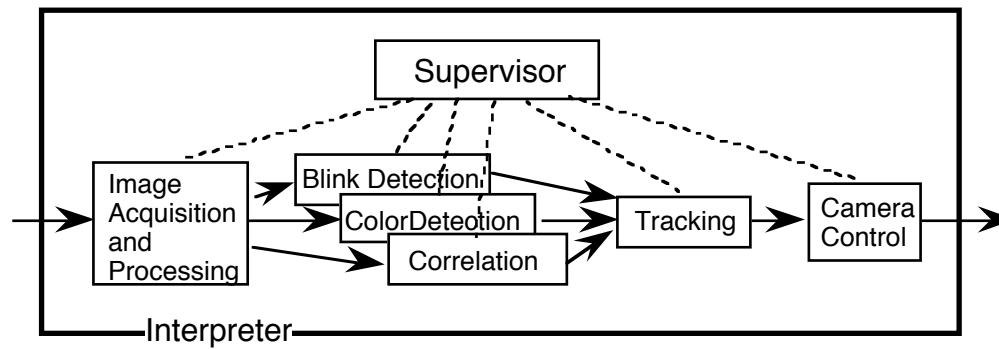 Supervisor
Image
Acquisition
and
Processing
Blink Detection
ColorDetection
Correlation
Tracking
Camera
Control
Interpreter